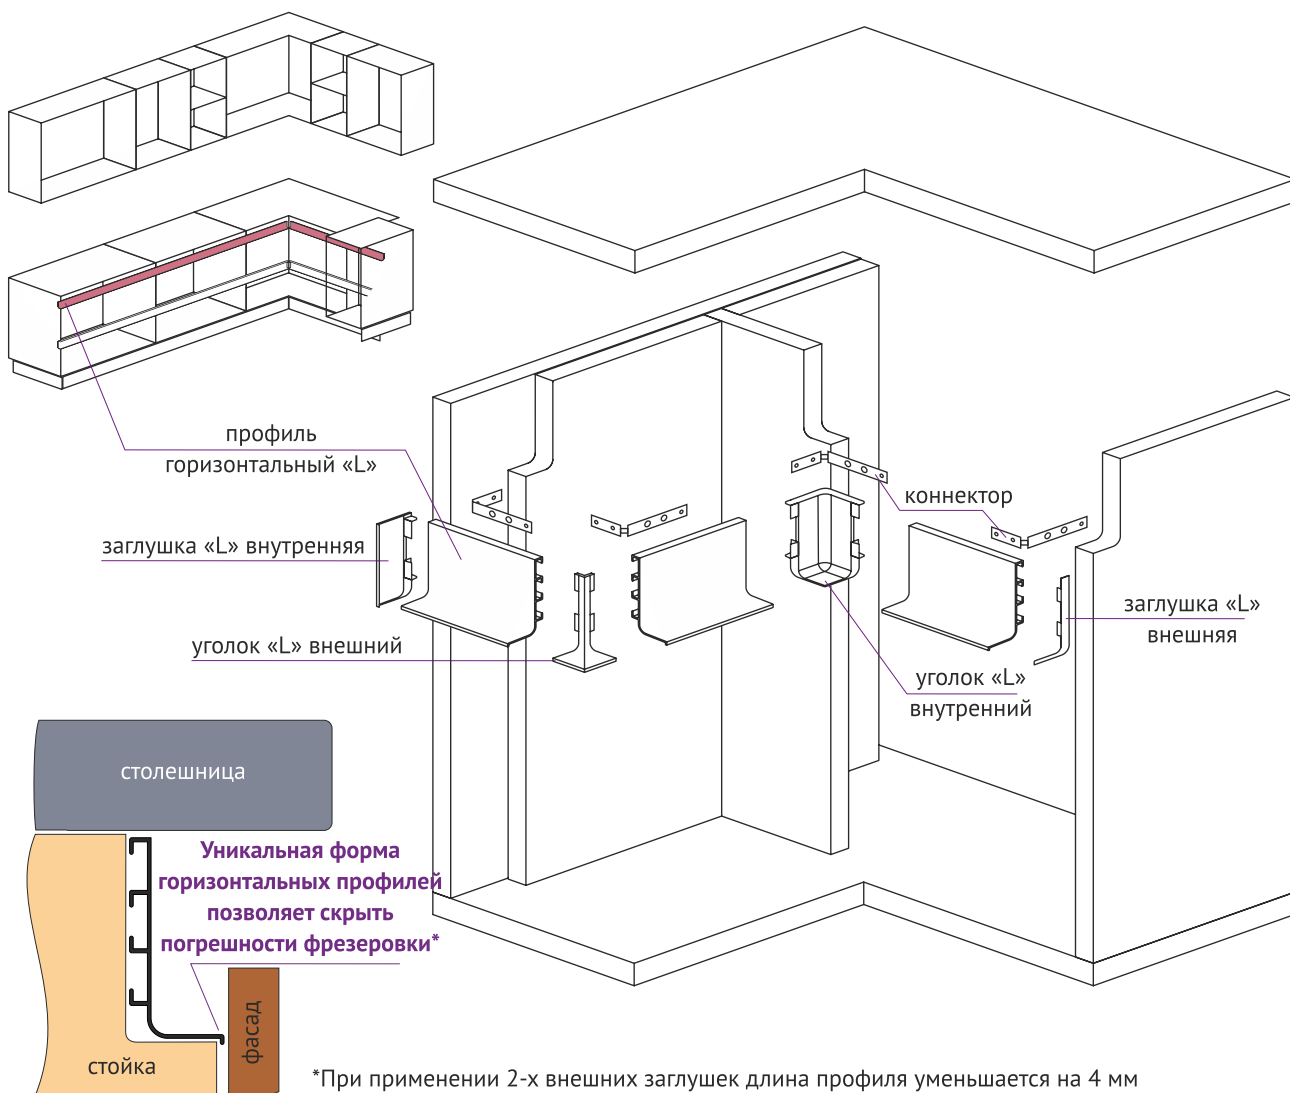 профиль
горизонтальный «L»
заглушка «L» внутренняя
уголок «L» внешний
коннектор
заглушка «L»
внешняя
уголок «L»
внутренний
столешница
Уникальная форма
горизонтальных профилей
позволяет скрыть
погрешности фрезеровки*
фасад
стойка
*При применении 2-х внешних заглушек длина профиля уменьшается на 4 мм